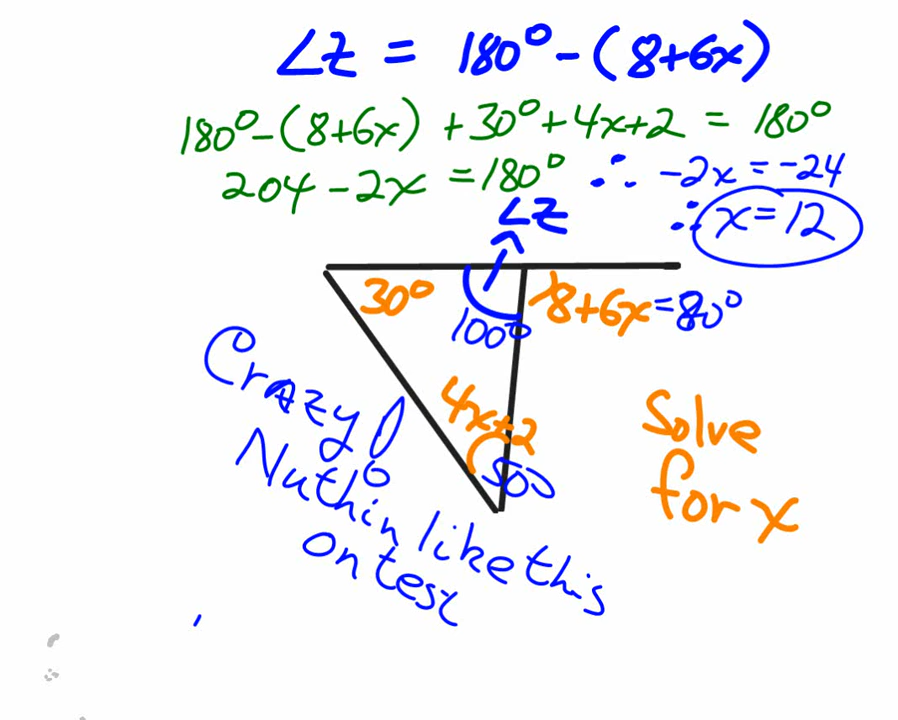 ∠Z = 180° - (8+6x)
180° - (8+6x) + 30° + 4x+2 = 180°
204 - 2x = 180° ∴ -2x = -24
∴ x = 12
∠Z
30°
100°
8+6x = 80°
4x+2
50
Solve
for x
Crazy!
Nuthin like this
on test